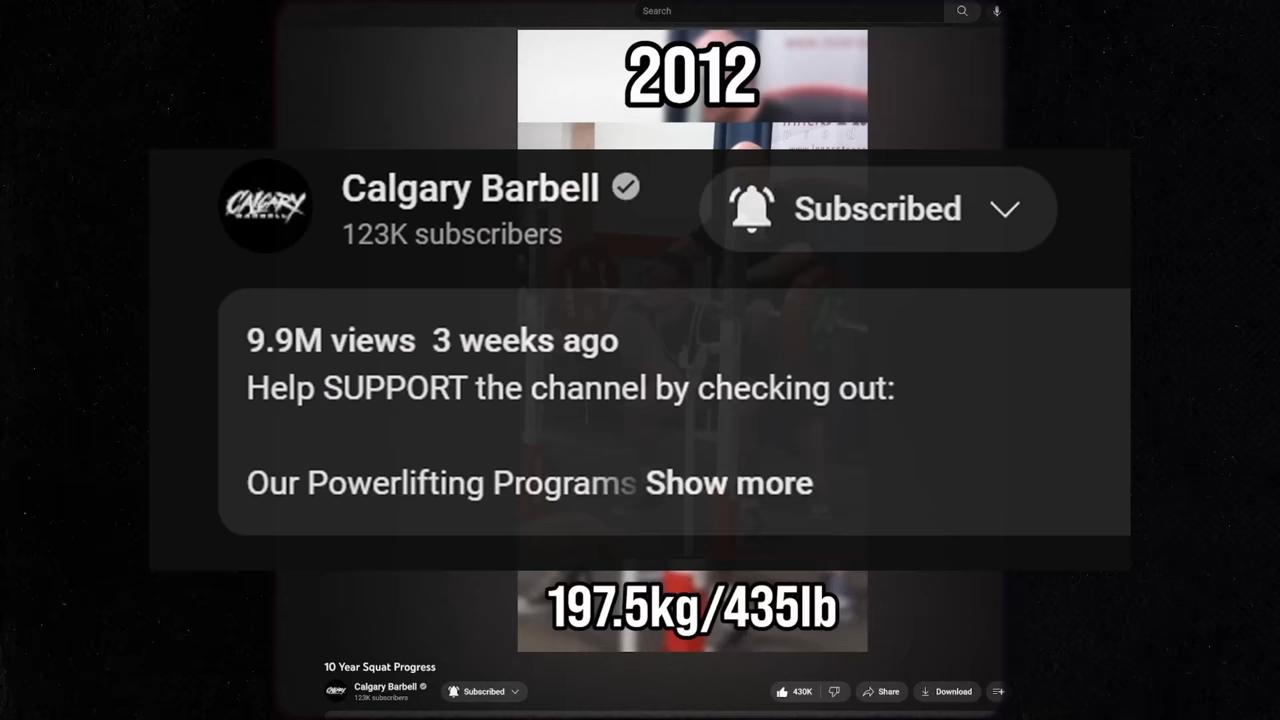 Search
2012
CALGARY
BARBELL
Calgary Barbell
123K subscribers
Subscribed
9.9M views 3 weeks ago
Help SUPPORT the channel by checking out:
Our Powerlifting Programs Show more
197.5kg/435lb
10 Year Squat Progress
Calgary Barbell
123K subscribers
Subscribed
430K
Share
Download